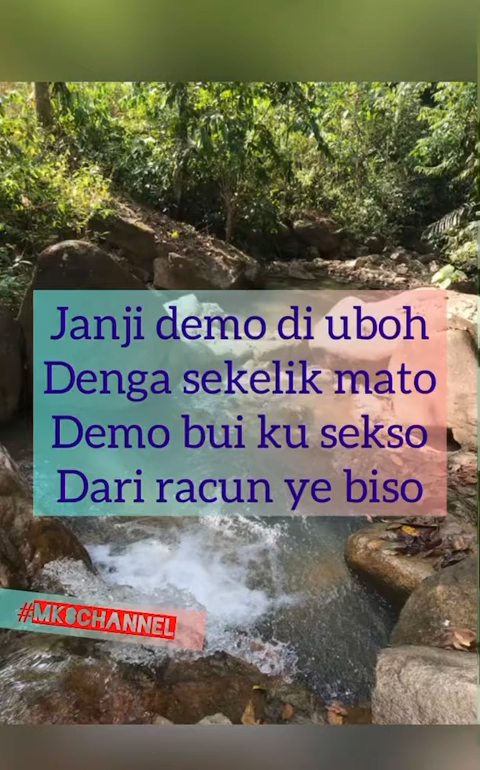 Janji demo di uboh
Denga sekelik mato
Demo bui ku sekso
Dari racun ye biso
#MK8CHANNEL